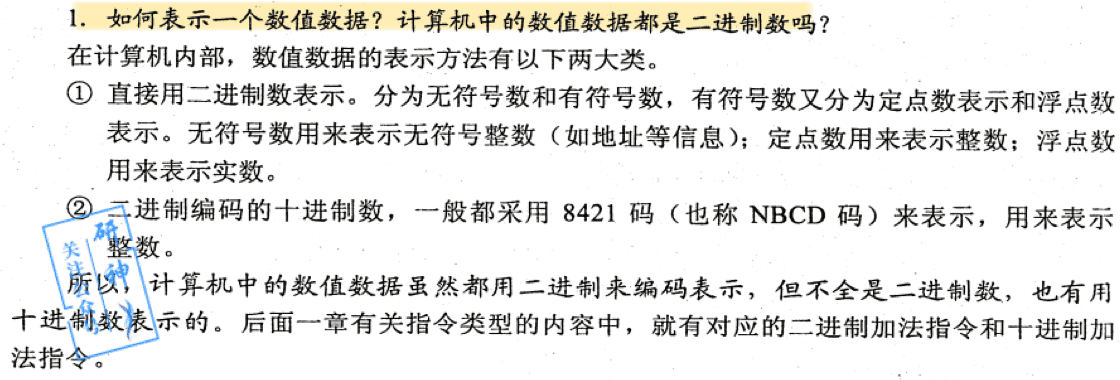 1. 如何表示一个数值数据？计算机中的数值数据都是二进制数吗？
在计算机内部，数值数据的表示方法有以下两大类。
① 直接用二进制数表示。分为无符号数和有符号数，有符号数又分为定点数表示和浮点数
表示。无符号数用来表示无符号整数（如地址等信息）；定点数用来表示整数；浮点数
用来表示实数。
② 二进制编码的十进制数，一般都采用 8421 码（也称 NBCD 码）来表示，用来表示
整数。
所以，计算机中的数值数据虽然都用二进制来编码表示，但不全是二进制数，也有用
十进制数表示的。后面一章有关指令类型的内容中，就有对应的二进制加法指令和十进制加
法指令。
研神
关注公